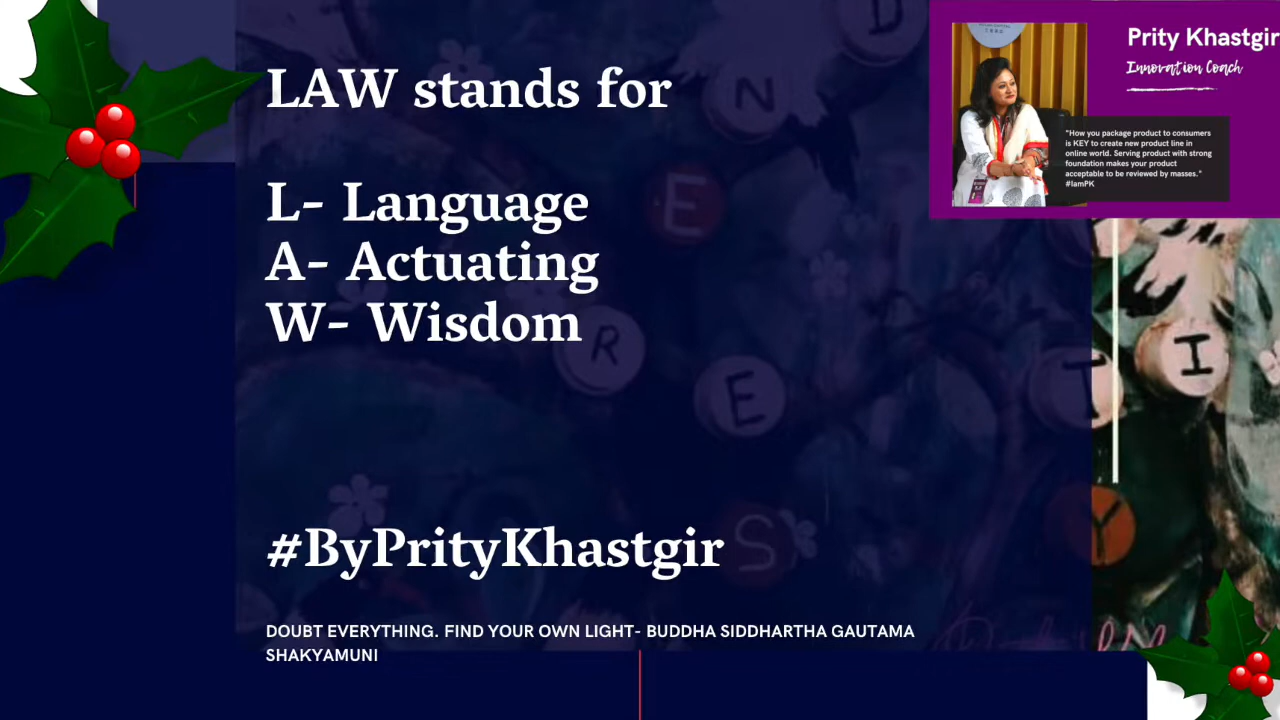 LAW stands for
L- Language
A- Actuating
W- Wisdom
#ByPrityKhastgir
DOUBT EVERYTHING. FIND YOUR OWN LIGHT- BUDDHA SIDDHARTHA GAUTAMA
SHAKYAMUNI
Prity Khastgir
Innovation Coach
"How you package product to consumers
is KEY to create new product line in
online world. Serving product with strong
foundation makes your product
acceptable to be reviewed by masses."
#IamPK
D
N
E
R
E
T
I
S
Y